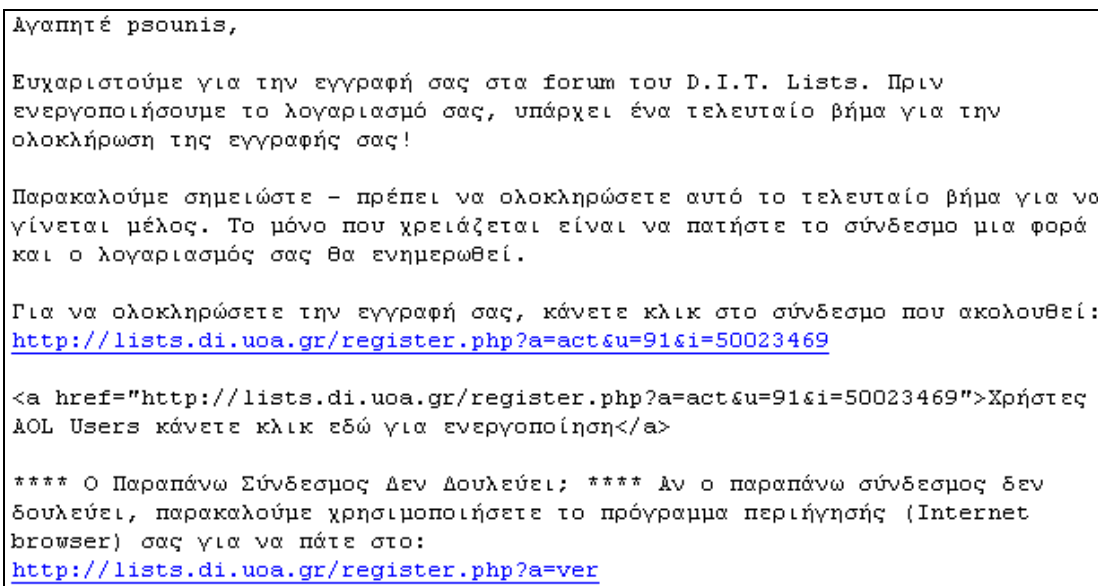 Αγαπητέ psounis,
Ευχαριστούμε για την εγγραφή σας στα forum του D.I.T. Lists. Πριν
ενεργοποιήσουμε το λογαριασμό σας, υπάρχει ένα τελευταίο βήμα για την
ολοκλήρωση της εγγραφής σας!
Παρακαλούμε σημειώστε – πρέπει να ολοκληρώσετε αυτό το τελευταίο βήμα για να
γίνεται μέλος. Το μόνο που χρειάζεται είναι να πατήστε το σύνδεσμο μια φορά
και ο λογαριασμός σας θα ενημερωθεί.
Για να ολοκληρώσετε την εγγραφή σας, κάνετε κλικ στο σύνδεσμο που ακολουθεί:
http://lists.di.uoa.gr/register.php?a=act&u=91&i=50023469
<a href="http://lists.di.uoa.gr/register.php?a=act&u=91&i=50023469">Χρήστες
AOL Users κάνετε κλικ εδώ για ενεργοποίηση</a>
**** Ο Παραπάνω Σύνδεσμος Δεν Δουλεύει; **** Αν ο παραπάνω σύνδεσμος δεν
δουλεύει, παρακαλούμε χρησιμοποιήσετε το πρόγραμμα περιήγησής (Internet
browser) σας για να πάτε στο:
http://lists.di.uoa.gr/register.php?a=ver